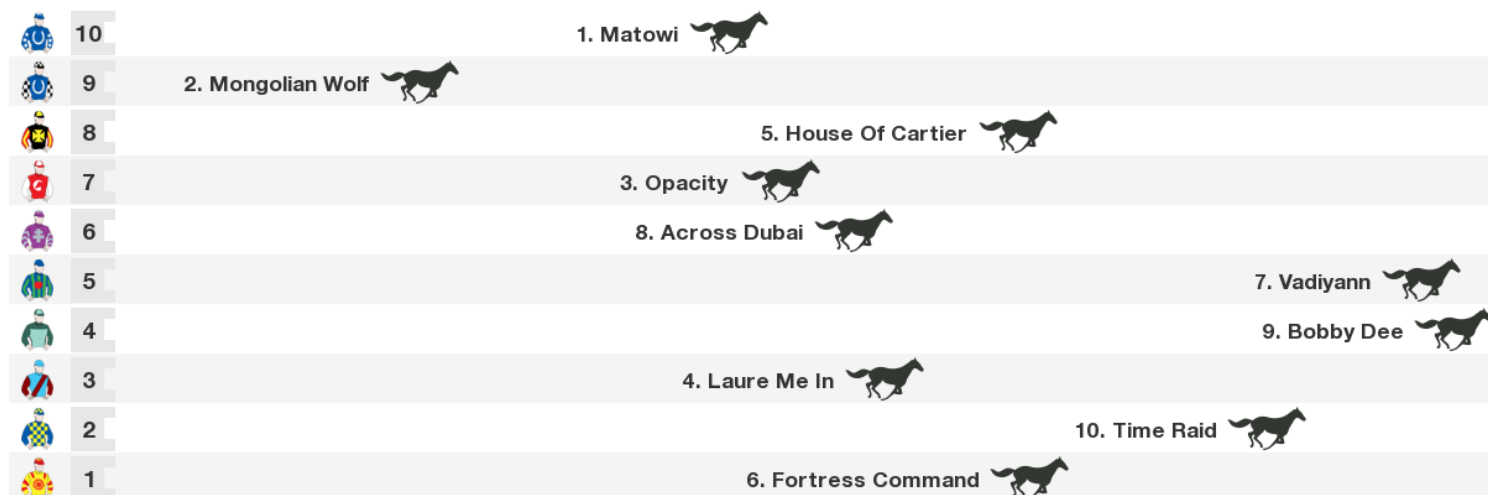 10 1. Matowi
9 2. Mongolian Wolf
8 5. House Of Cartier
7 3. Opacity
6 8. Across Dubai
5 7. Vadiyann
4 9. Bobby Dee
3 4. Laure Me In
2 10. Time Raid
1 6. Fortress Command